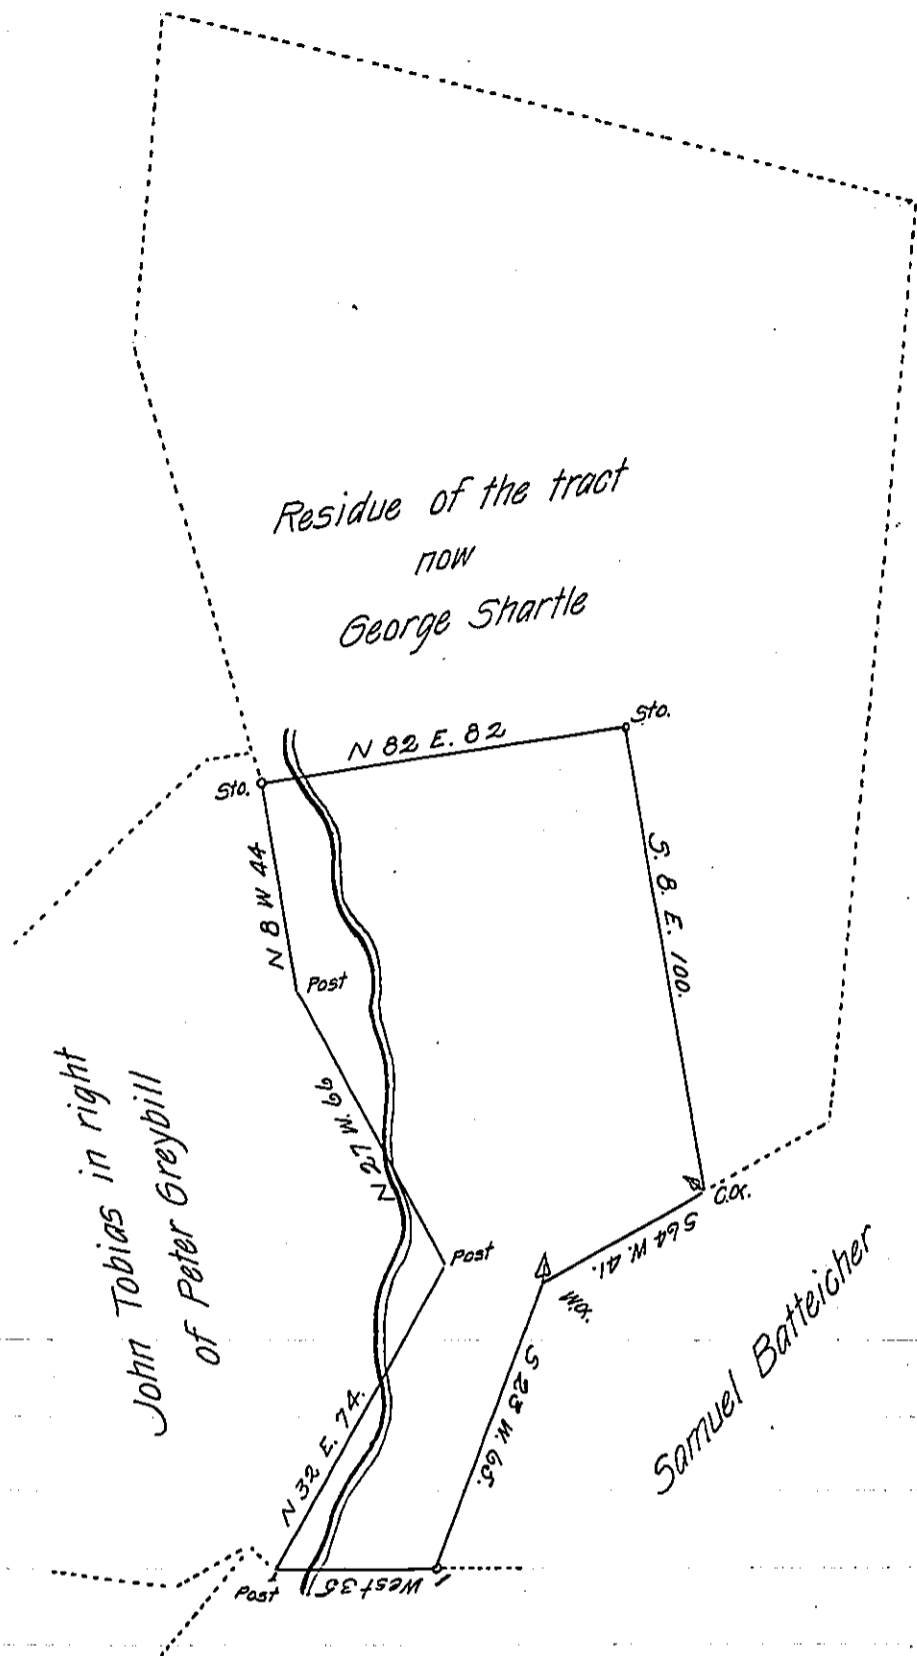 Residue of the tract
now
George Shartle
Sto.
N 82 E. 82
Sto.
N 8 W 44
S. 8. E. 100.
Post
N 27 W. 66
C.O.
S 64 W. 41.
Post
W.O.
S 23 W. 65.
N 32 E. 74.
Post
West 35
John Tobias in right
of Peter Greybill
Samuel Batteicher